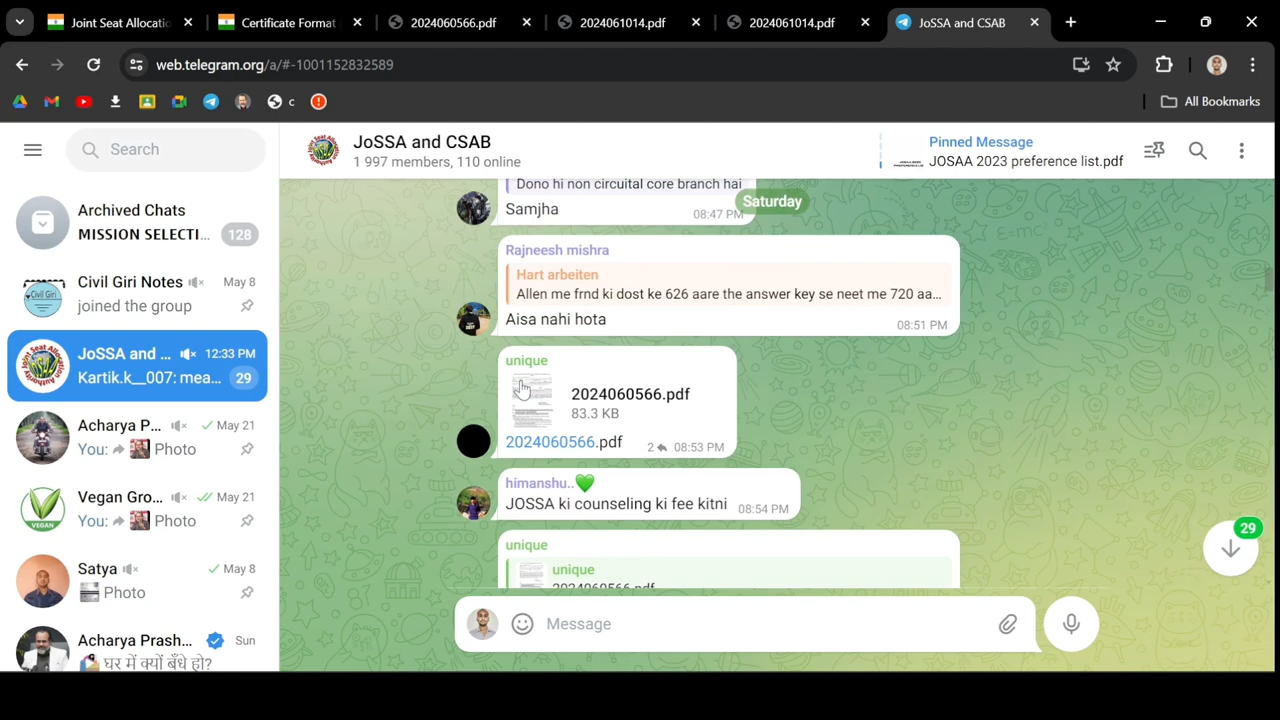 Joint Seat Allocatio
Certificate Format
2024060566.pdf
2024061014.pdf
2024061014.pdf
JoSSA and CSAB
web.telegram.org/a/#-1001152832589
c
All Bookmarks
Search
JoSSA and CSAB
1 997 members, 110 online
Pinned Message
JOSAA 2023 preference list.pdf
Archived Chats
MISSION SELECTI...
128
Civil Giri Notes
May 8
joined the group
JoSSA and ...
12:33 PM
Kartik.k__007: mea...
29
Acharya P...
May 21
You:
Photo
Vegan Gro...
May 21
You:
Photo
VEGAN
Satya
May 8
Photo
Acharya Prash...
Sun
घर में क्यों बँधे हो?
Dono hi non circuital core branch hai
Samjha
08:47 PM
Saturday
Rajneesh mishra
Hart arbeiten
Allen me frnd ki dost ke 626 aare the answer key se neet me 720 aa...
Aisa nahi hota
08:51 PM
unique
2024060566.pdf
83.3 KB
2024060566.pdf
2
08:53 PM
himanshu..💚
JOSSA ki counseling ki fee kitni
08:54 PM
unique
unique
2024060566.pdf
29
Message